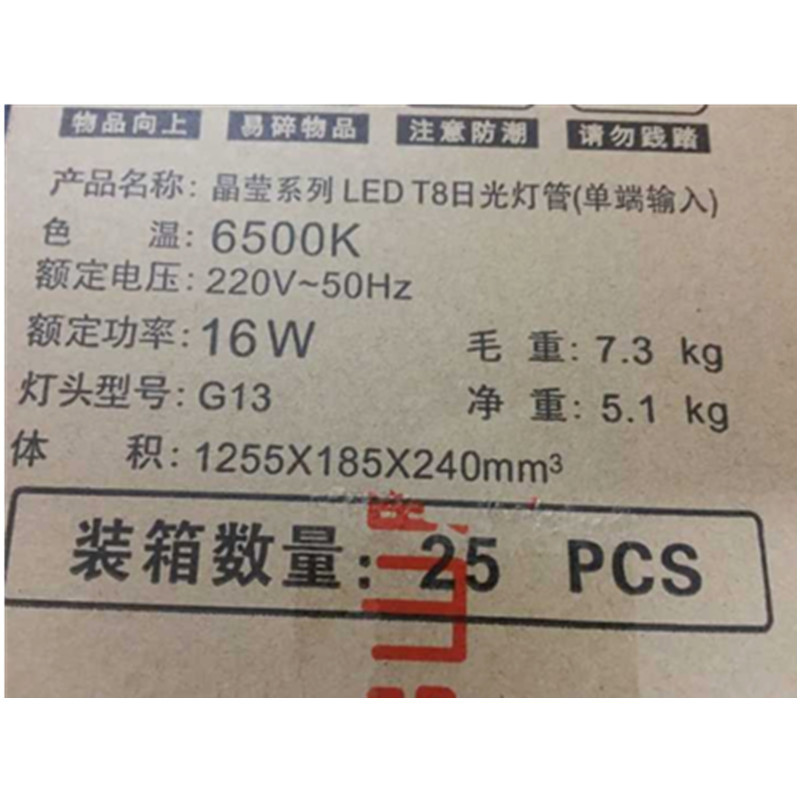 物品向上 易碎物品 注意防潮 请勿践踏
产品名称: 晶莹系列 LED T8日光灯管(单端输入)
色 温: 6500K
额定电压: 220V~50Hz
额定功率: 16W 毛 重: 7.3 kg
灯头型号: G13 净 重: 5.1 kg
体 积: 1255X185X240mm³
装箱数量: 25 PCS